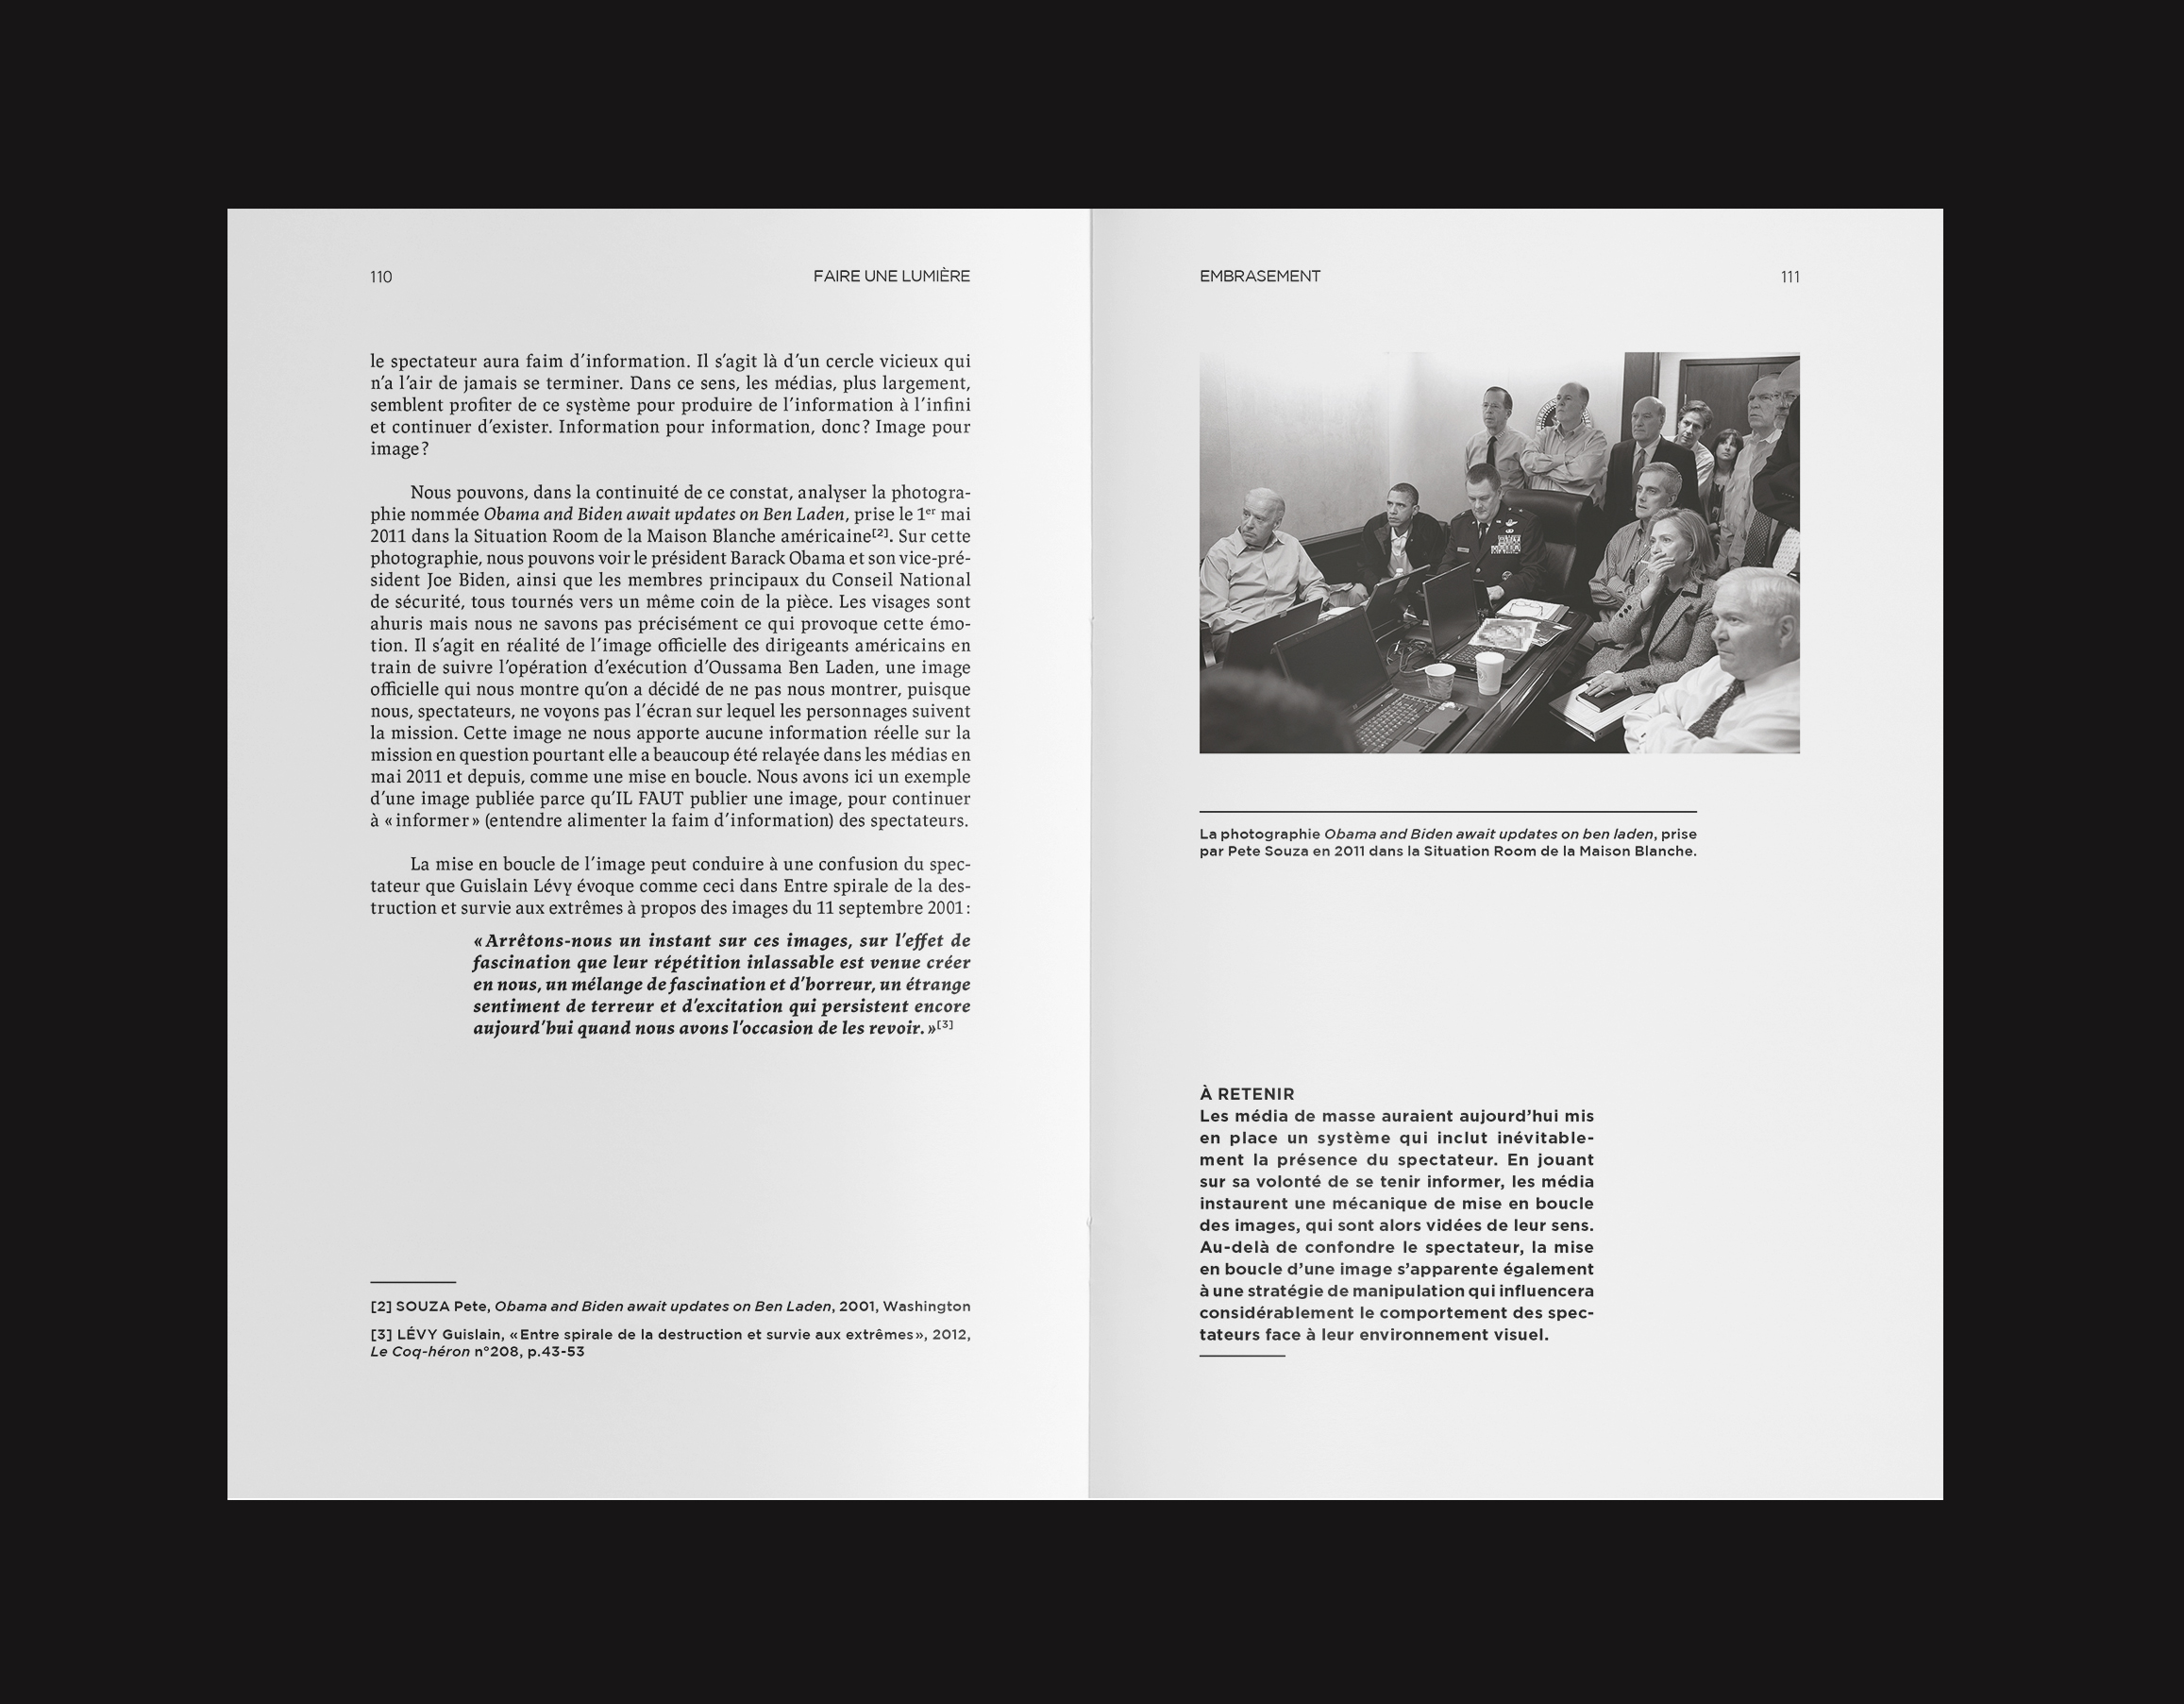 110
FAIRE UNE LUMIÈRE
le spectateur aura faim d’information. Il s’agit là d’un cercle vicieux qui
n’a l’air de jamais se terminer. Dans ce sens, les médias, plus largement,
semblent profiter de ce système pour produire de l’information à l’infini
et continuer d’exister. Information pour information, donc ? Image pour
image ?
Nous pouvons, dans la continuité de ce constat, analyser la photogra-
phie nommée Obama and Biden await updates on Ben Laden, prise le 1er mai
2011 dans la Situation Room de la Maison Blanche américaine[2]. Sur cette
photographie, nous pouvons voir le président Barack Obama et son vice-pré-
sident Joe Biden, ainsi que les membres principaux du Conseil National
de sécurité, tous tournés vers un même coin de la pièce. Les visages sont
ahuris mais nous ne savons pas précisément ce qui provoque cette émo-
tion. Il s’agit en réalité de l’image officielle des dirigeants américains en
train de suivre l’opération d’exécution d’Oussama Ben Laden, une image
officielle qui nous montre qu’on a décidé de ne pas nous montrer, puisque
nous, spectateurs, ne voyons pas l’écran sur lequel les personnages suivent
la mission. Cette image ne nous apporte aucune information réelle sur la
mission en question pourtant elle a beaucoup été relayée dans les médias en
mai 2011 et depuis, comme une mise en boucle. Nous avons ici un exemple
d’une image publiée parce qu’IL FAUT publier une image, pour continuer
à « informer » (entendre alimenter la faim d’information) des spectateurs.
La mise en boucle de l’image peut conduire à une confusion du spec-
tateur que Guislain Lévy évoque comme ceci dans Entre spirale de la des-
truction et survie aux extrêmes à propos des images du 11 septembre 2001 :
« Arrêtons-nous un instant sur ces images, sur l’effet de
fascination que leur répétition inlassable est venue créer
en nous, un mélange de fascination et d’horreur, un étrange
sentiment de terreur et d’excitation qui persistent encore
aujourd’hui quand nous avons l’occasion de les revoir. »[3]
[2] SOUZA Pete, Obama and Biden await updates on Ben Laden, 2001, Washington
[3] LÉVY Guislain, « Entre spirale de la destruction et survie aux extrêmes », 2012,
Le Coq-héron n°208, p.43-53
EMBRASEMENT
111
La photographie Obama and Biden await updates on ben laden, prise
par Pete Souza en 2011 dans la Situation Room de la Maison Blanche.
À RETENIR
Les média de masse auraient aujourd’hui mis
en place un système qui inclut inévitable-
ment la présence du spectateur. En jouant
sur sa volonté de se tenir informer, les média
instaurent une mécanique de mise en boucle
des images, qui sont alors vidées de leur sens.
Au-delà de confondre le spectateur, la mise
en boucle d’une image s’apparente également
à une stratégie de manipulation qui influencera
considérablement le comportement des spec-
tateurs face à leur environnement visuel.